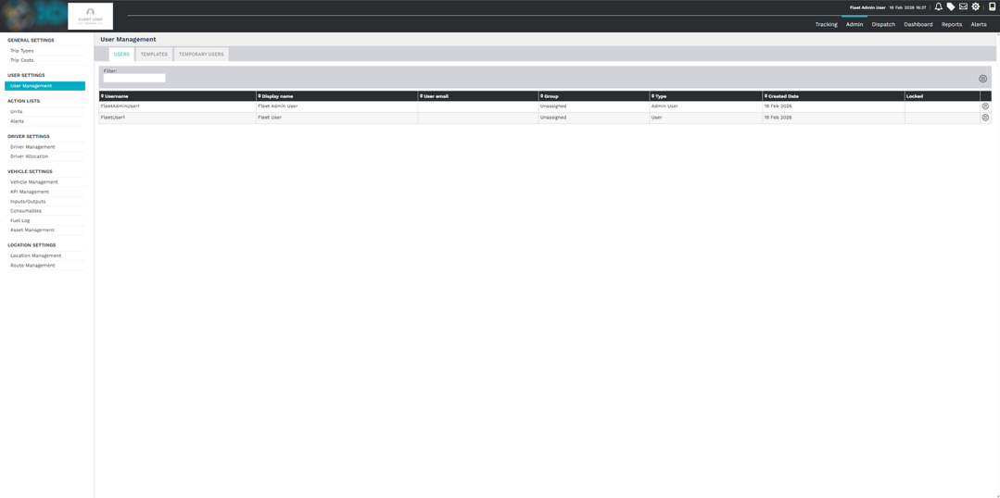 CLIENT LOGO
Fleet Admin User 19 Feb 2026 16:37
Tracking Admin Dispatch Dashboard Reports Alerts
GENERAL SETTINGS
Trip Types
Trip Costs
USER SETTINGS
User Management
ACTION LISTS
Units
Alerts
DRIVER SETTINGS
Driver Management
Driver Allocation
VEHICLE SETTINGS
Vehicle Management
KPI Management
Inputs/Outputs
Consumables
Fuel Log
Asset Management
LOCATION SETTINGS
Location Management
Route Management
User Management
USERS TEMPLATES TEMPORARY USERS
Filter:
Username Display name User email Group Type Created Date Locked
FleetAdminUser1 Fleet Admin User Unassigned Admin User 19 Feb 2026
FleetUser1 Fleet User Unassigned User 19 Feb 2026